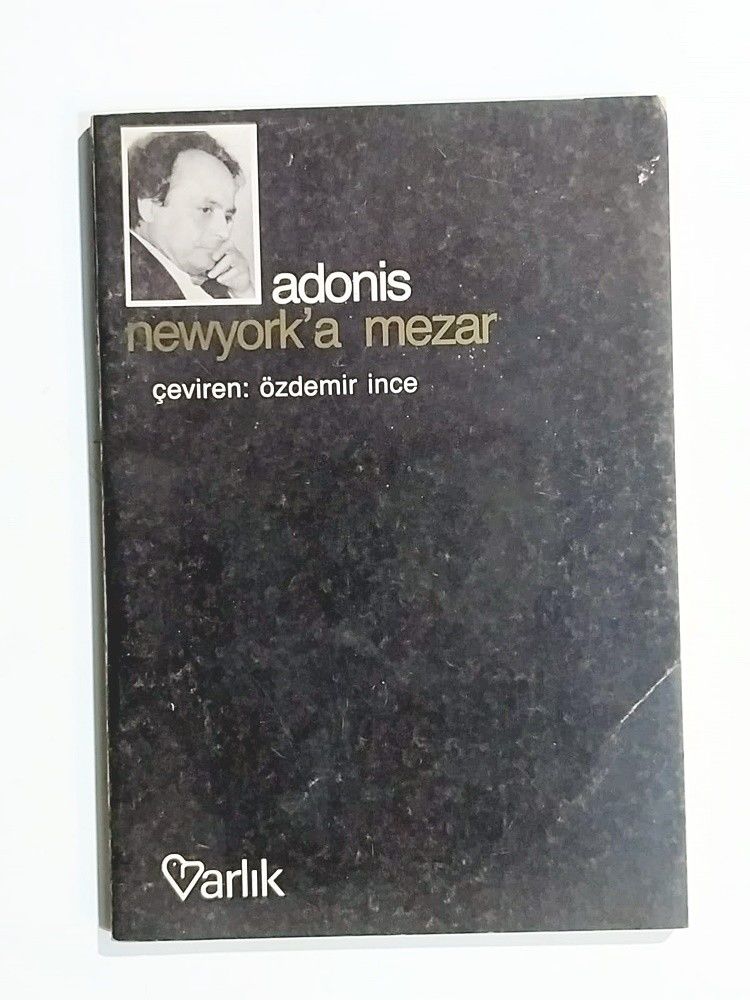 adonis
newyork'a mezar
çeviren: özdemir ince
Varlık